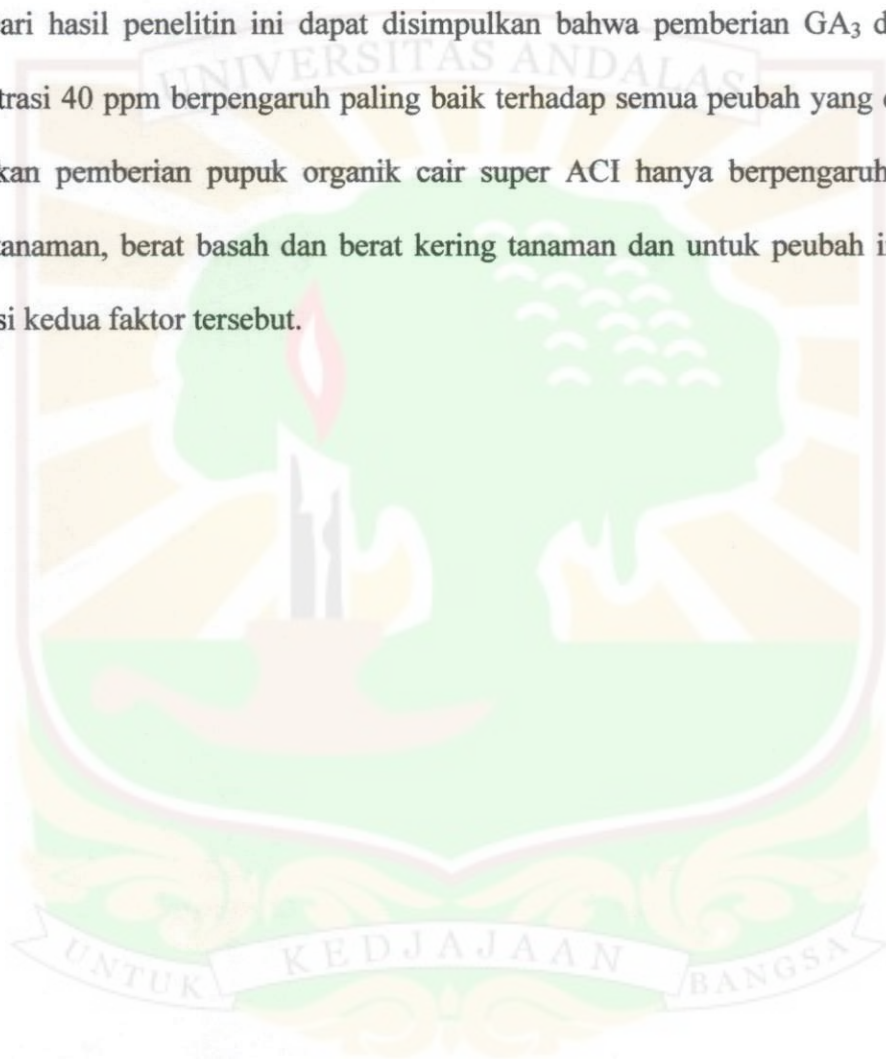 ari hasil penelitin ini dapat disimpulkan bahwa pemberian GA₃ d
UNIVERSITAS ANDALAS
trasi 40 ppm berpengaruh paling baik terhadap semua peubah yang
kan pemberian pupuk organik cair super ACI hanya berpengaruh
anaman, berat basah dan berat kering tanaman dan untuk peubah i
si kedua faktor tersebut.
UNTUK KEDJAJAAN BANGSA